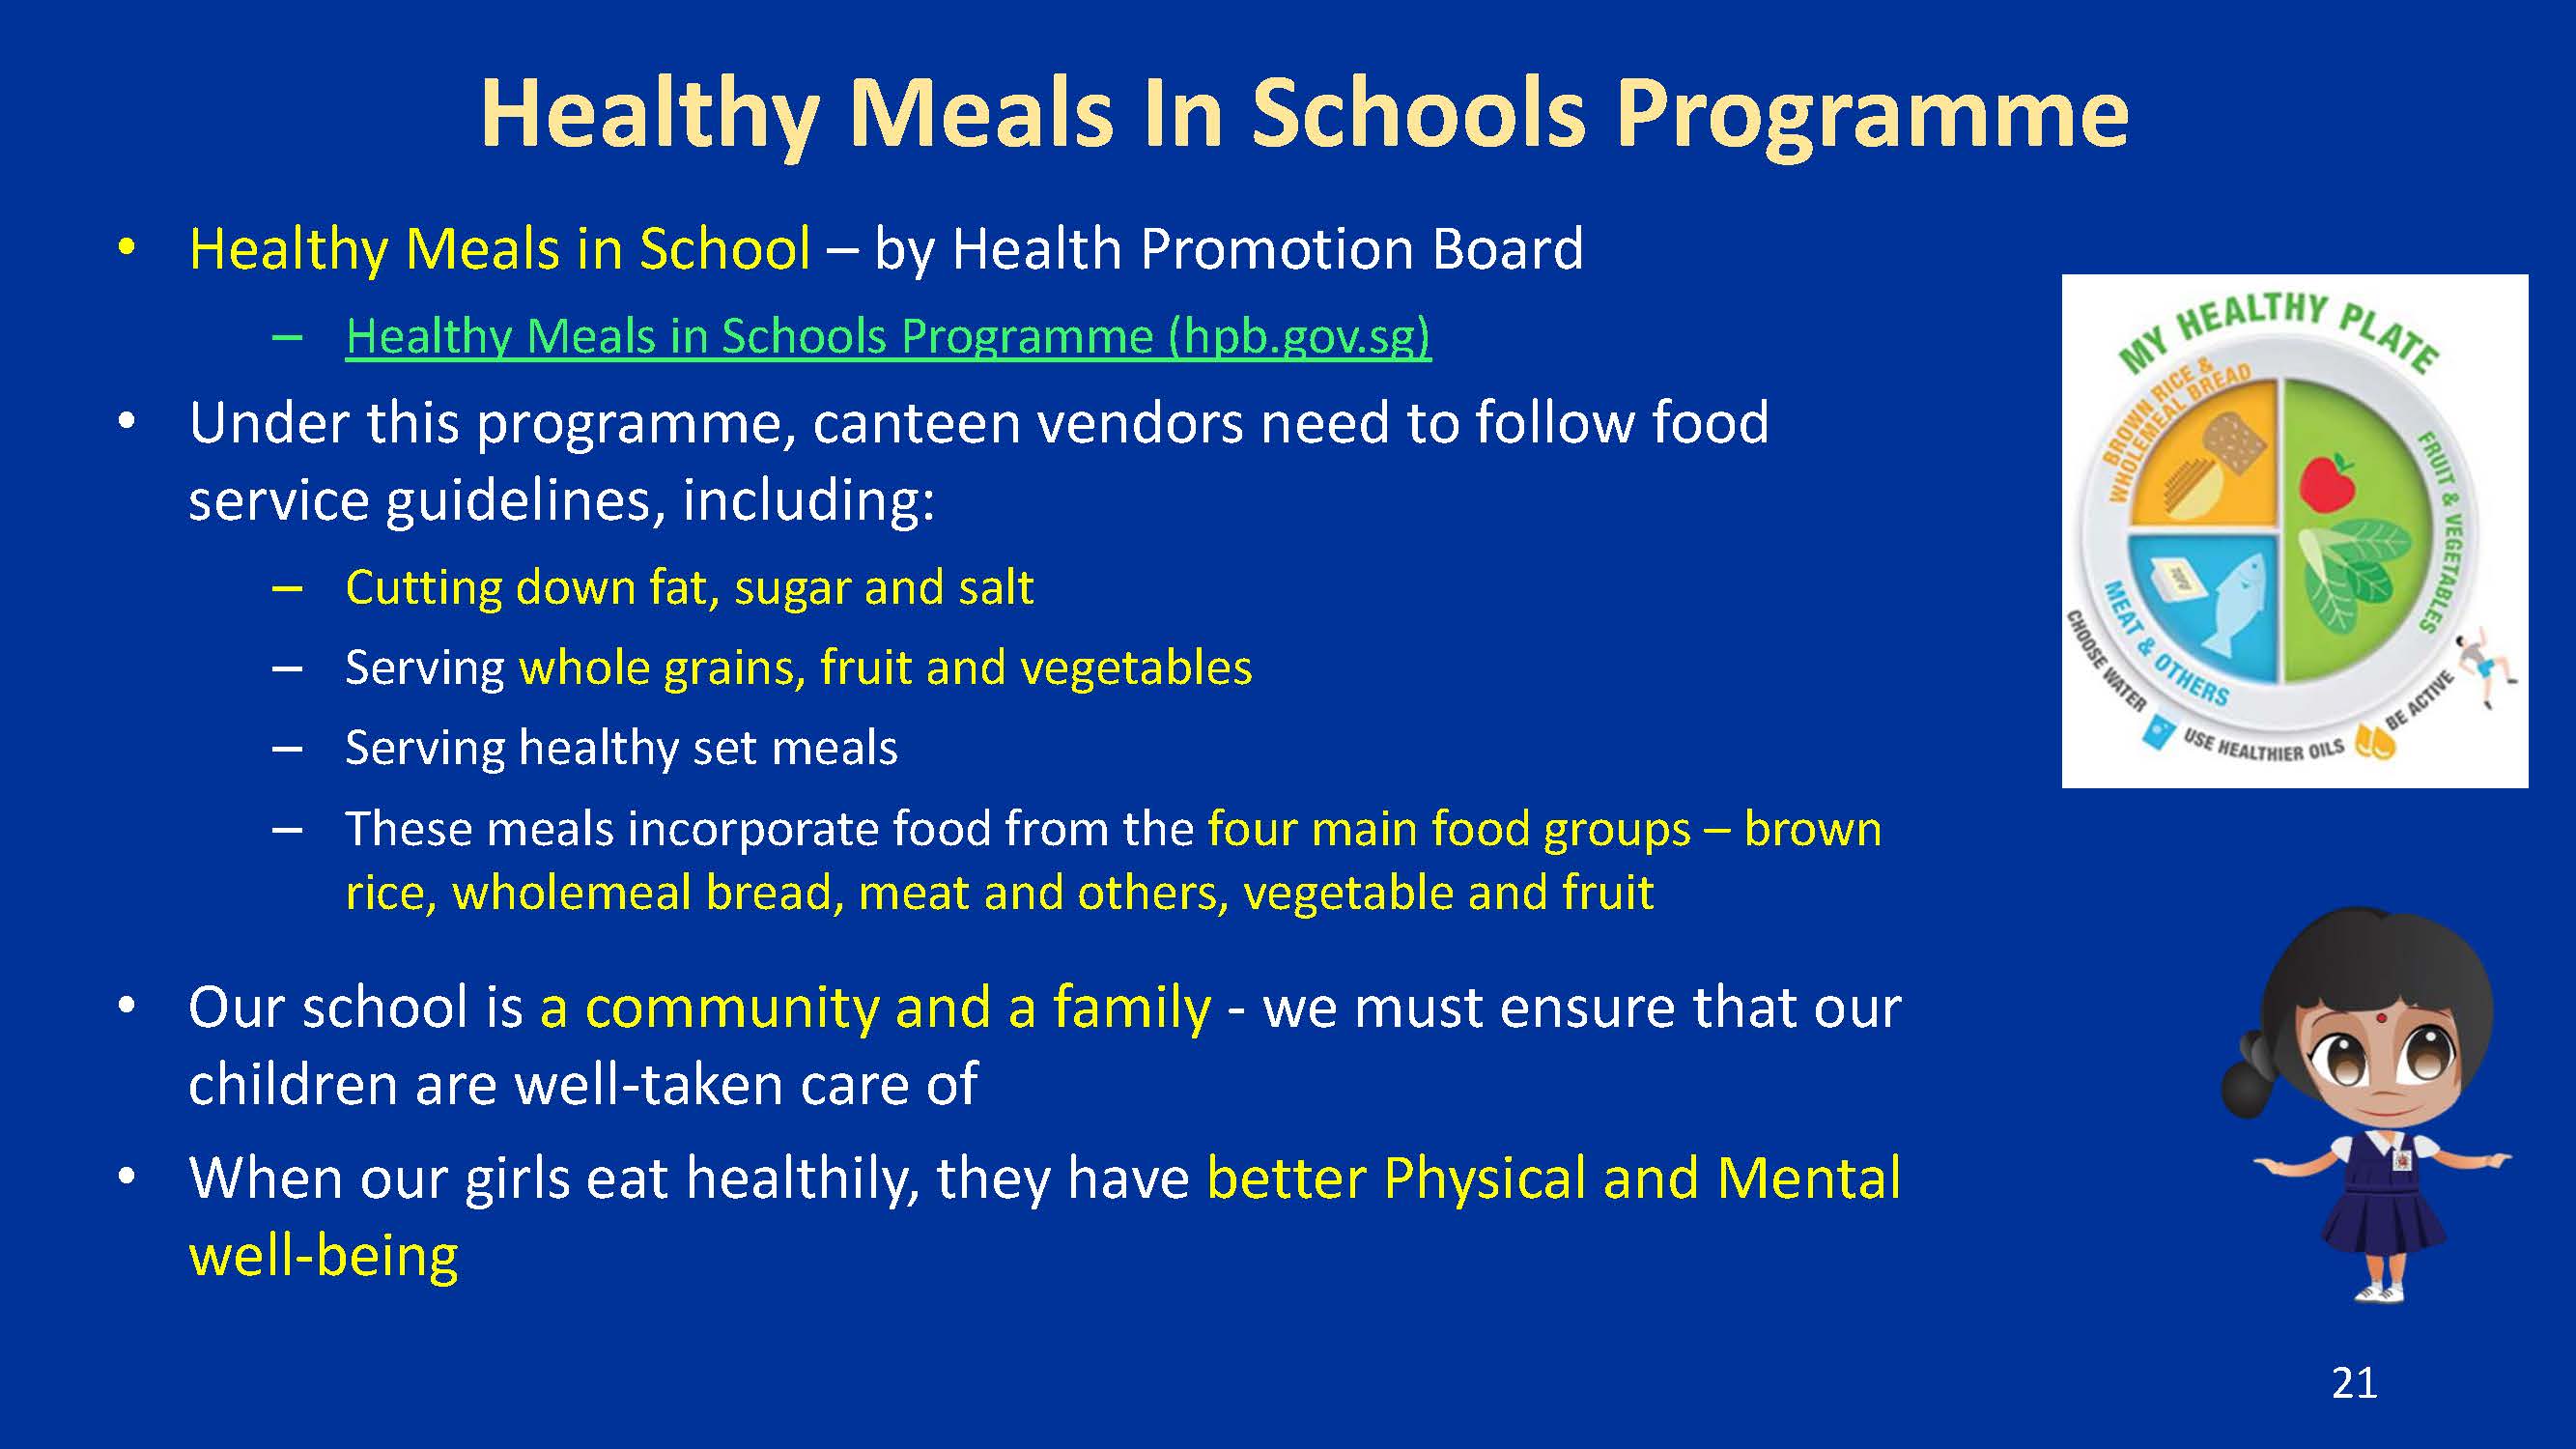 Healthy Meals In Schools Programme
• Healthy Meals in School – by Health Promotion Board
– Healthy Meals in Schools Programme (hpb.gov.sg)
• Under this programme, canteen vendors need to follow food
service guidelines, including:
– Cutting down fat, sugar and salt
– Serving whole grains, fruit and vegetables
– Serving healthy set meals
– These meals incorporate food from the four main food groups – brown
rice, wholemeal bread, meat and others, vegetable and fruit
• Our school is a community and a family - we must ensure that our
children are well-taken care of
• When our girls eat healthily, they have better Physical and Mental
well-being
MY HEALTHY PLATE
BROWN RICE &
WHOLEMEAL BREAD
FRUIT & VEGETABLES
MEAT & OTHERS
CHOOSE WATER
USE HEALTHIER OILS
BE ACTIVE
21